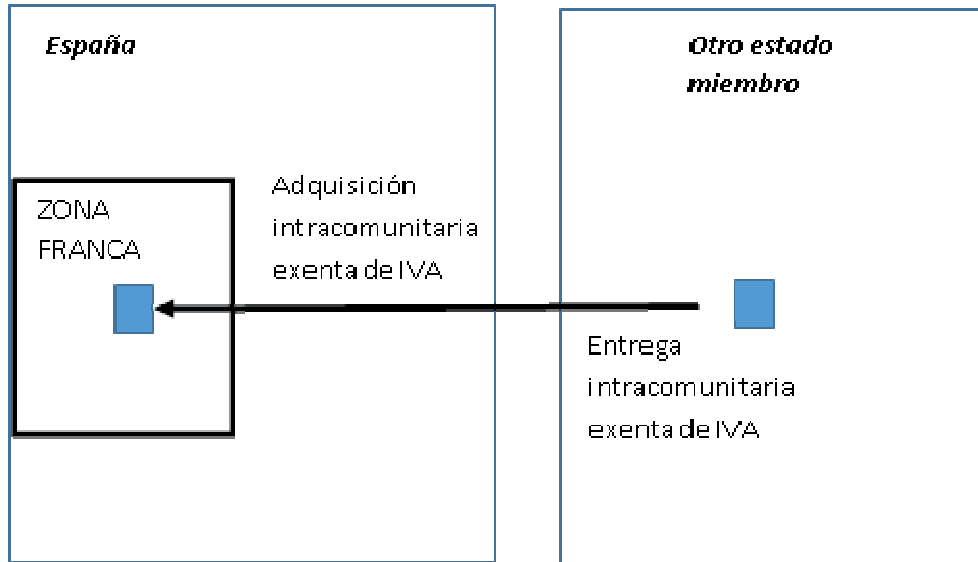 España
Otro estado
miembro
ZONA
FRANCA
Adquisición
intracomunitaria
exenta de IVA
Entrega
intracomunitaria
exenta de IVA